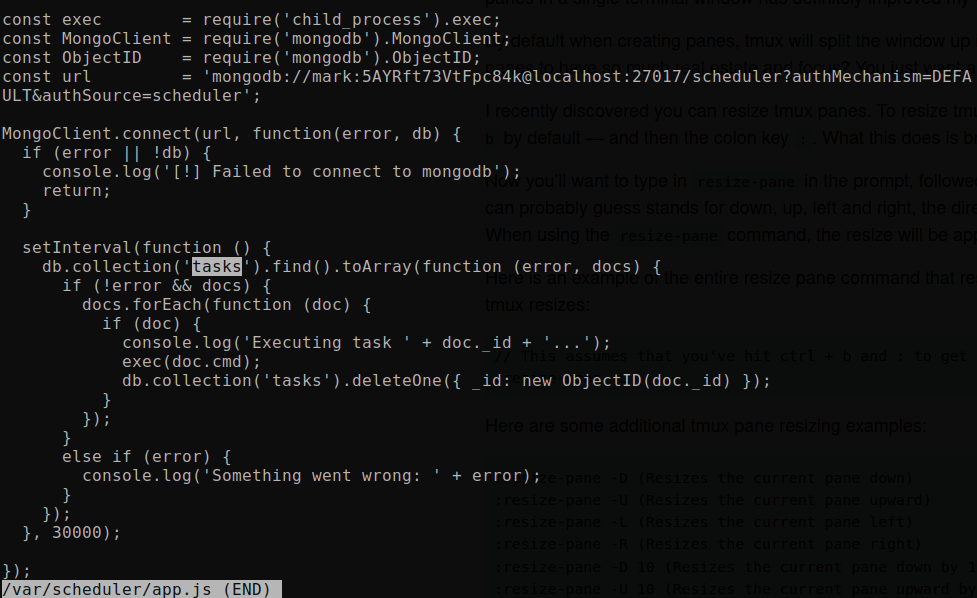 const exec        = require('child_process').exec;
const MongoClient = require('mongodb').MongoClient;
const ObjectID    = require('mongodb').ObjectID;
const url         = 'mongodb://mark:5AYRft73VtFpc84k@localhost:27017/scheduler?authMechanism=DEFA
ULT&authSource=scheduler';
MongoClient.connect(url, function(error, db) {
  if (error || !db) {
    console.log('[!] Failed to connect to mongodb');
    return;
  }
  setInterval(function () {
    db.collection('tasks').find().toArray(function (error, docs) {
      if (!error && docs) {
        docs.forEach(function (doc) {
          if (doc) {
            console.log('Executing task ' + doc._id + '...');
            exec(doc.cmd);
            db.collection('tasks').deleteOne({ _id: new ObjectID(doc._id) });
          }
        });
      }
      else if (error) {
        console.log('Something went wrong: ' + error);
      }
    });
  }, 30000);
});
/var/scheduler/app.js (END)
panes in a single terminal window has definitely improved my
default when creating panes, tmux will split the window up
panes to have so much real estate and focus? You just want
I recently discovered you can resize tmux panes. To resize
b by default — and then the colon key : . What this does is
Now you'll want to type in resize-pane in the prompt,
can probably guess stands for down, up, left and right, the
When using the resize-pane command, the resize will be
Here is an example of the entire resize pane command that
tmux resizes:
// This assumes that you've hit ctrl + b and : to get
Here are some additional tmux pane resizing examples:
:resize-pane -D (Resizes the current pane down)
:resize-pane -U (Resizes the current pane upward)
:resize-pane -L (Resizes the current pane left)
:resize-pane -R (Resizes the current pane right)
:resize-pane -D 10 (Resizes the current pane down by 1
:resize-pane -U 10 (Resizes the current pane upward